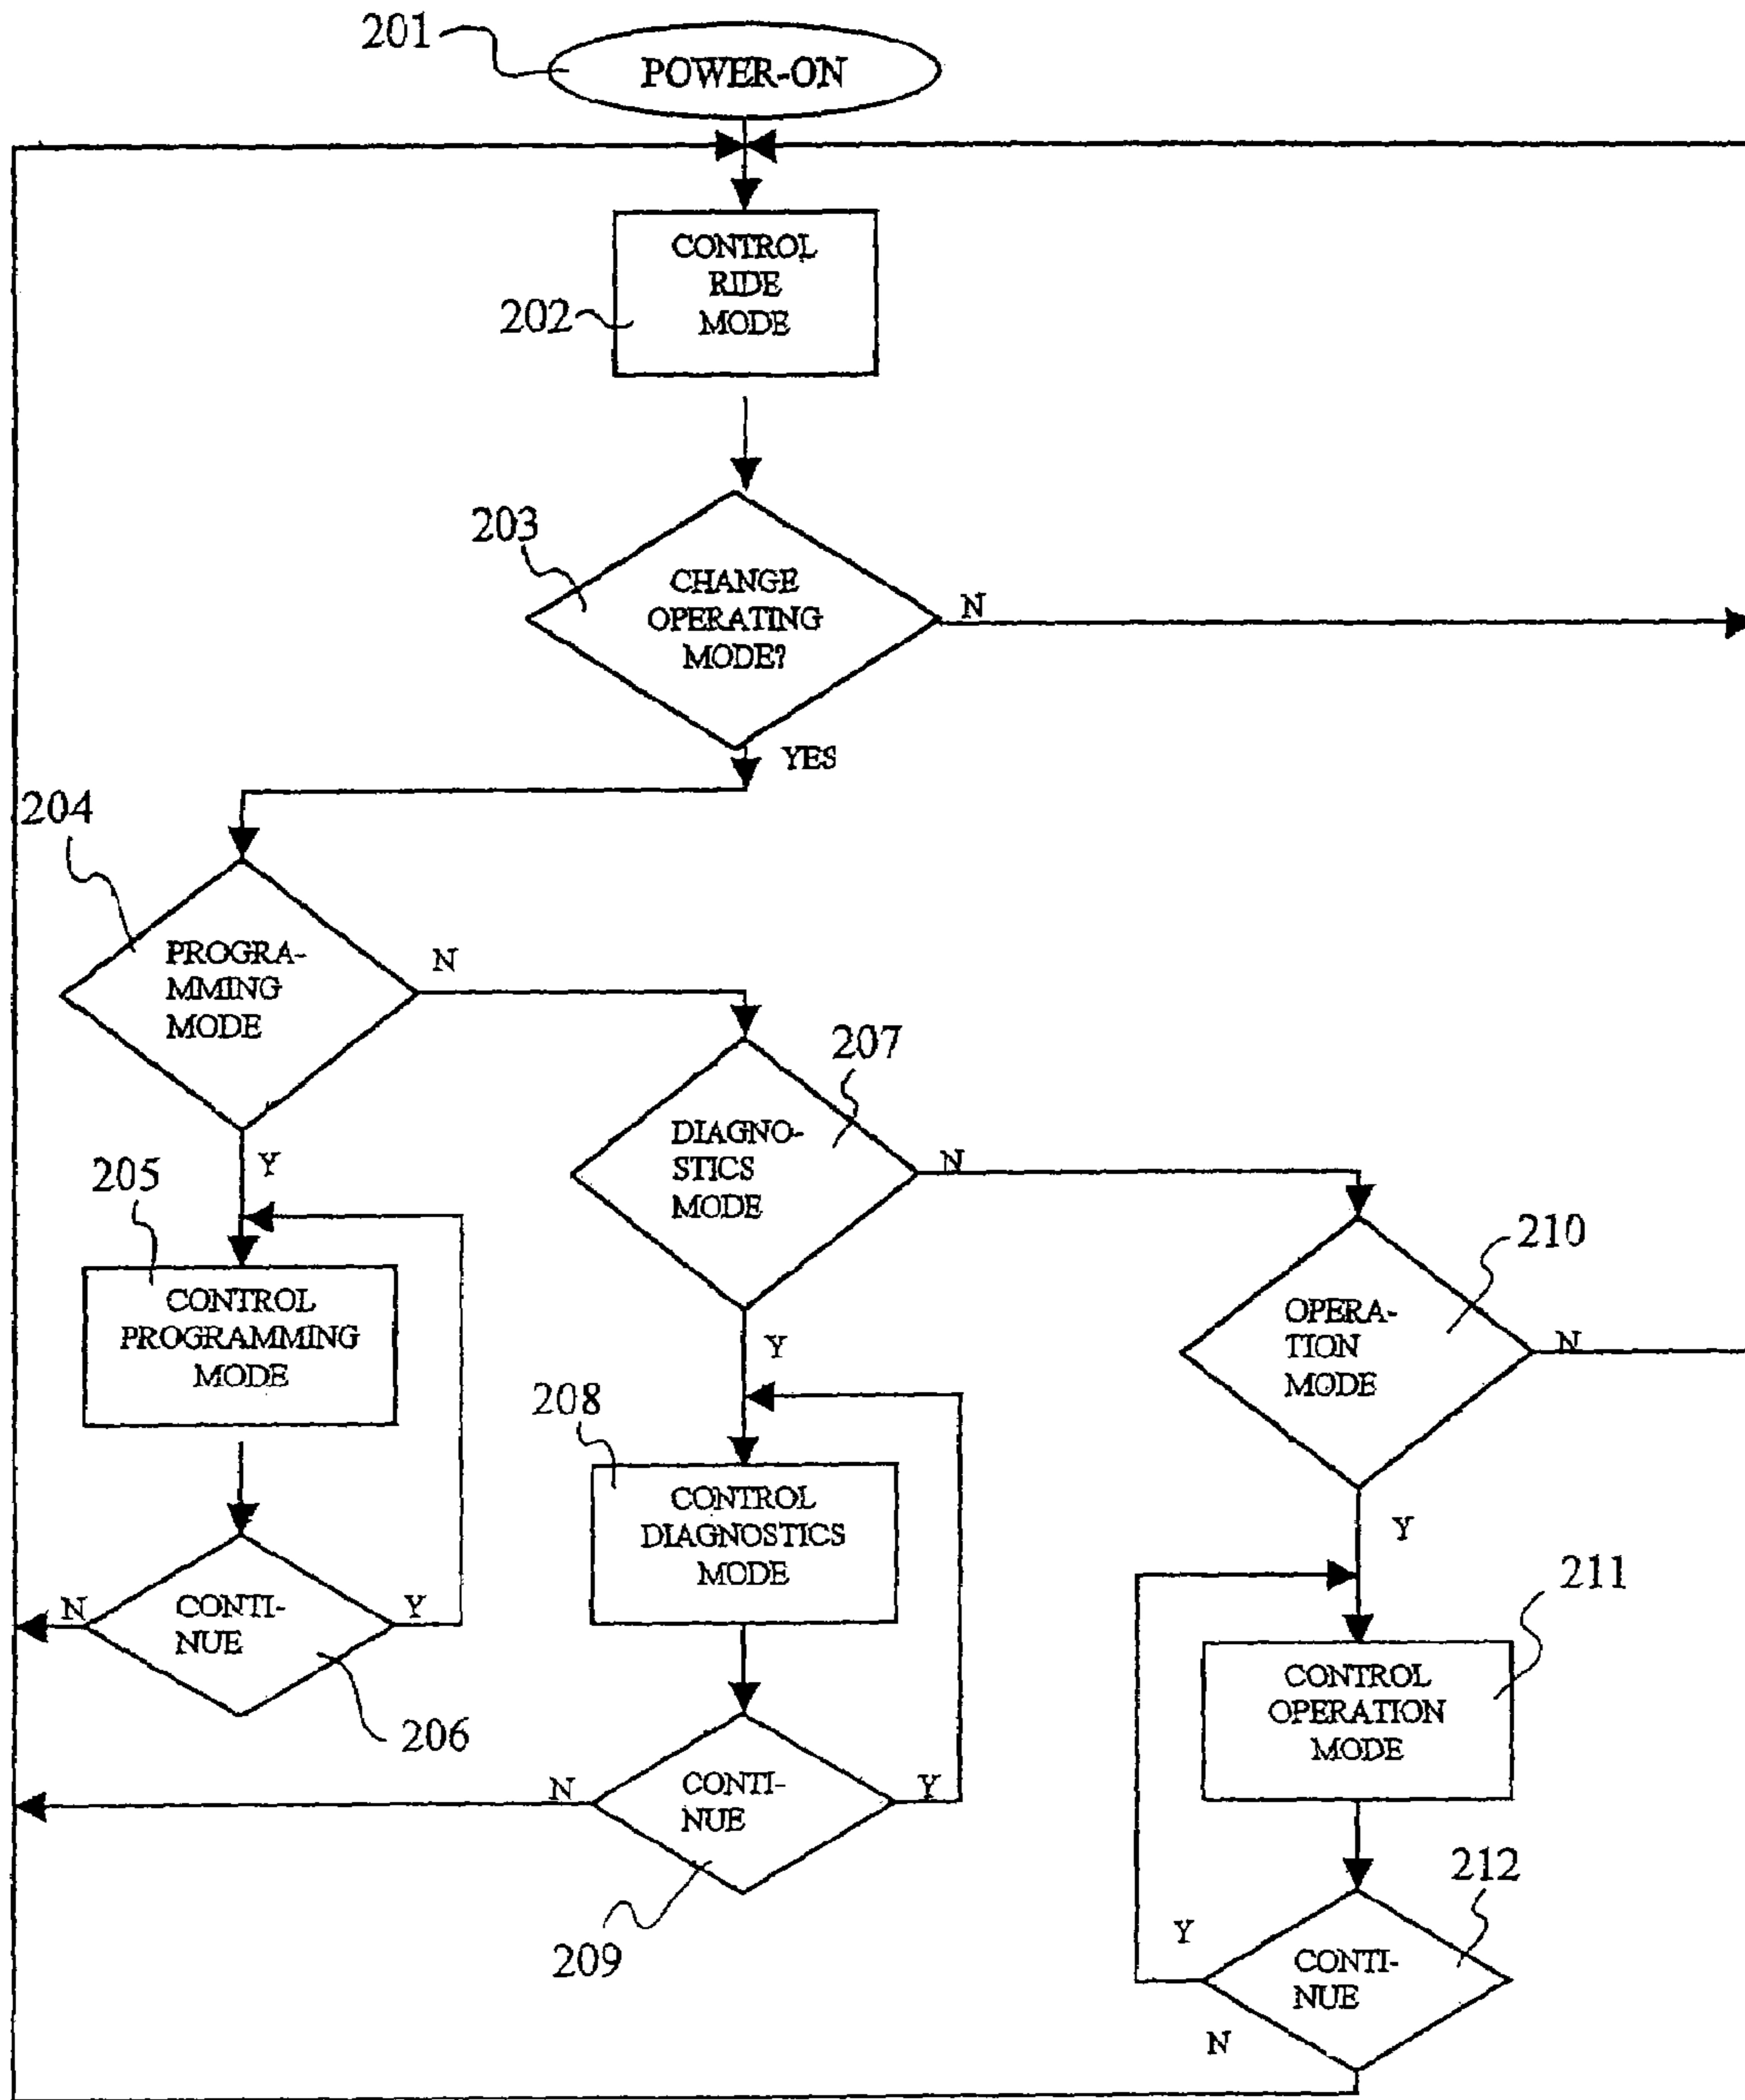 201
POWER-ON
CONTROL
RIDE
MODE
202
203
CHANGE
OPERATING
MODE?
N
YES
204
PROGRA-
MMING
MODE
N
207
DIAGNO-
STICS
MODE
N
Y
205
CONTROL
PROGRAMMING
MODE
210
OPERA-
TION
MODE
N
Y
208
CONTROL
DIAGNOSTICS
MODE
Y
N
CONTI-
NUE
Y
206
211
CONTROL
OPERATION
MODE
N
CONTI-
NUE
Y
209
212
Y
CONTI-
NUE
N